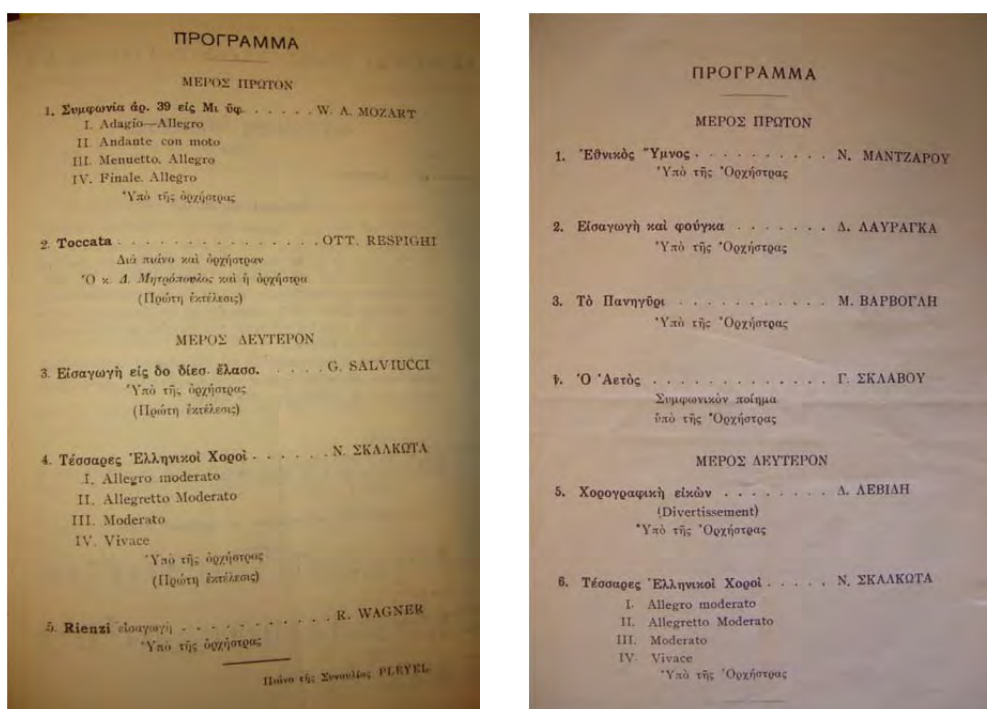 ΠΡΟΓΡΑΜΜΑ
ΜΕΡΟΣ ΠΡΩΤΟΝ
1. Συμφωνία ἀρ. 39 εἰς Μι ὕφ. . . . . . W. A. MOZART
I. Adagio—Allegro
II. Andante con moto
III. Menuetto. Allegro
IV. Finale. Allegro
Ὑπὸ τῆς ὀρχήστρας
2. Toccata . . . . . . . . . . . . . . . OTT. RESPIGHI
Διὰ πιάνο καὶ ὀρχήστραν
Ὁ κ. Δ. Μητρόπουλος καὶ ἡ ὀρχήστρα
(Πρώτη ἐκτέλεσις)
ΜΕΡΟΣ ΔΕΥΤΕΡΟΝ
3. Εἰσαγωγὴ εἰς δο δίεσ. ἔλασσ. . . . . G. SALVIUCCI
Ὑπὸ τῆς ὀρχήστρας
(Πρώτη ἐκτέλεσις)
4. Τέσσαρες Ἑλληνικοὶ Χοροὶ . . . . . . Ν. ΣΚΑΛΚΩΤΑ
I. Allegro moderato
II. Allegretto Moderato
III. Moderato
IV. Vivace
Ὑπὸ τῆς ὀρχήστρας
(Πρώτη ἐκτέλεσις)
5. Rienzi εἰσαγωγὴ . . . . . . . . . . . R. WAGNER
Ὑπὸ τῆς ὀρχήστρας
Πιάνο τῆς Συναυλίας PLEYEL
ΠΡΟΓΡΑΜΜΑ
ΜΕΡΟΣ ΠΡΩΤΟΝ
1. Ἐθνικὸς Ὕμνος . . . . . . . . . . Ν. ΜΑΝΤΖΑΡΟΥ
Ὑπὸ τῆς Ὀρχήστρας
2. Εἰσαγωγὴ καὶ φούγκα . . . . . . . Δ. ΛΑΥΡΑΓΚΑ
Ὑπὸ τῆς Ὀρχήστρας
3. Τὸ Πανηγῦρι . . . . . . . . . . . Μ. ΒΑΡΒΟΓΛΗ
Ὑπὸ τῆς Ὀρχήστρας
4. Ὁ Ἀετὸς . . . . . . . . . . . . . Γ. ΣΚΛΑΒΟΥ
Συμφωνικὸν ποίημα
ὑπὸ τῆς Ὀρχήστρας
ΜΕΡΟΣ ΔΕΥΤΕΡΟΝ
5. Χορογραφικὴ εἰκὼν . . . . . . . . Δ. ΛΕΒΙΔΗ
(Divertissement)
Ὑπὸ τῆς Ὀρχήστρας
6. Τέσσαρες Ἑλληνικοὶ Χοροὶ . . . . . Ν. ΣΚΑΛΚΩΤΑ
I. Allegro moderato
II. Allegretto Moderato
III. Moderato
IV. Vivace
Ὑπὸ τῆς Ὀρχήστρας